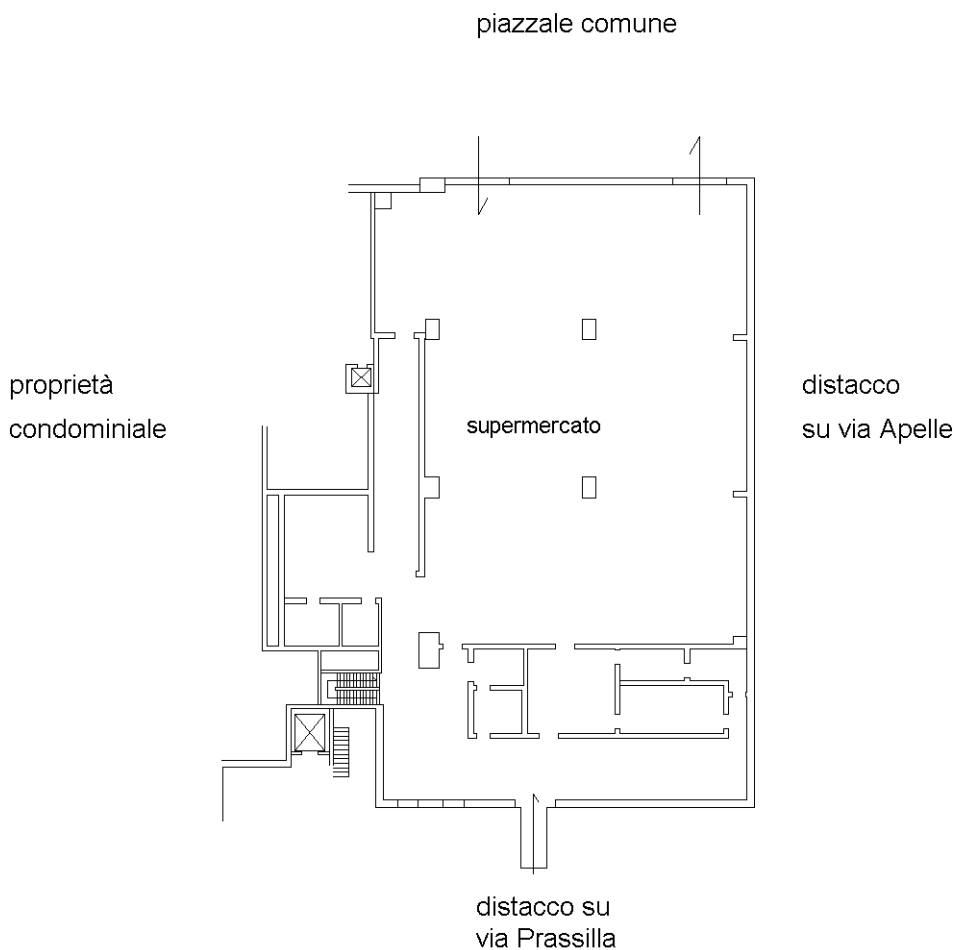 piazzale comune
proprietà
condominiale
supermercato
distacco
su via Apelle
distacco su
via Prassilla